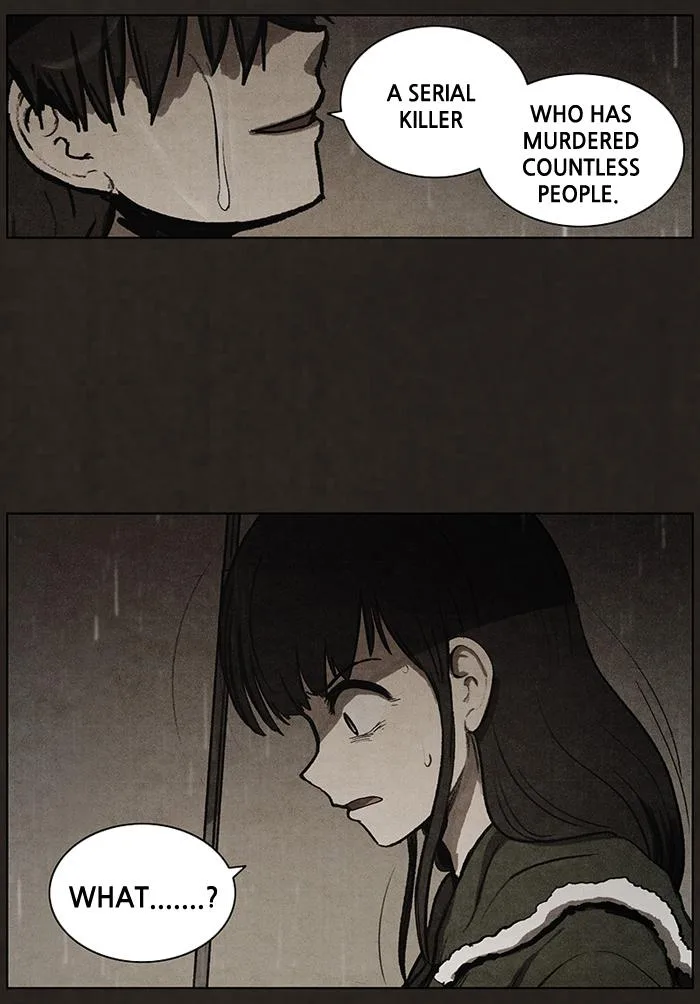 A SERIAL
KILLER
WHO HAS
MURDERED
COUNTLESS
PEOPLE.
WHAT.......?